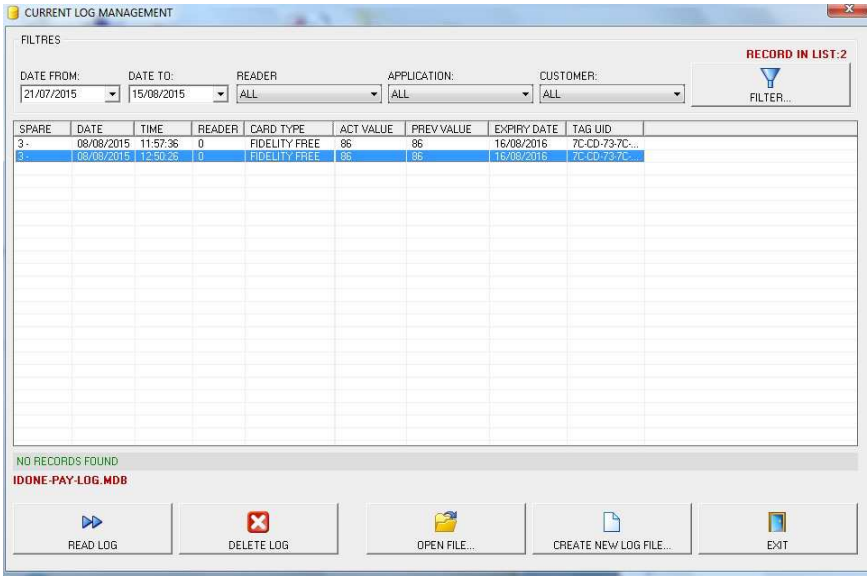 CURRENT LOG MANAGEMENT
FILTRES
RECORD IN LIST:2
DATE FROM: DATE TO: READER APPLICATION: CUSTOMER:
21/07/2015 15/08/2015 ALL ALL ALL FILTER...
SPARE DATE TIME READER CARD TYPE ACT VALUE PREV VALUE EXPIRY DATE TAG UID
3 - 08/08/2015 11:57:36 0 FIDELITY FREE 86 86 16/08/2016 7C-CD-73-7C-...
3 - 08/08/2015 12:50:26 0 FIDELITY FREE 86 86 16/08/2016 7C-CD-73-7C-...
NO RECORDS FOUND
IDONE-PAY-LOG.MDB
READ LOG DELETE LOG OPEN FILE... CREATE NEW LOG FILE... EXIT